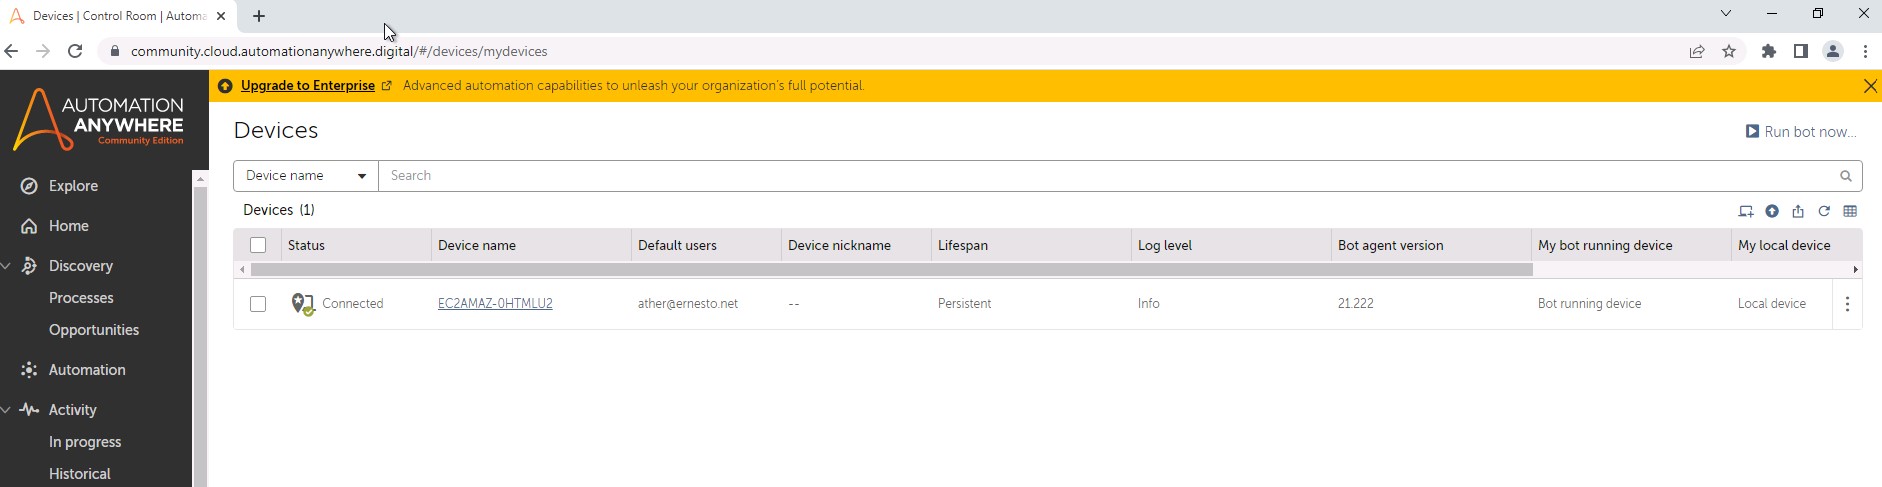 Devices | Control Room | Automa
community.cloud.automationanywhere.digital/#/devices/mydevices
AUTOMATION
ANYWHERE
Community Edition
Explore
Home
Discovery
Processes
Opportunities
Automation
Activity
In progress
Historical
Upgrade to Enterprise Advanced automation capabilities to unleash your organization's full potential.
Devices
Run bot now...
Device name Search
Devices (1)
Status Device name Default users Device nickname Lifespan Log level Bot agent version My bot running device My local device
Connected EC2AMAZ-0HTMLU2 ather@ernesto.net -- Persistent Info 21.222 Bot running device Local device